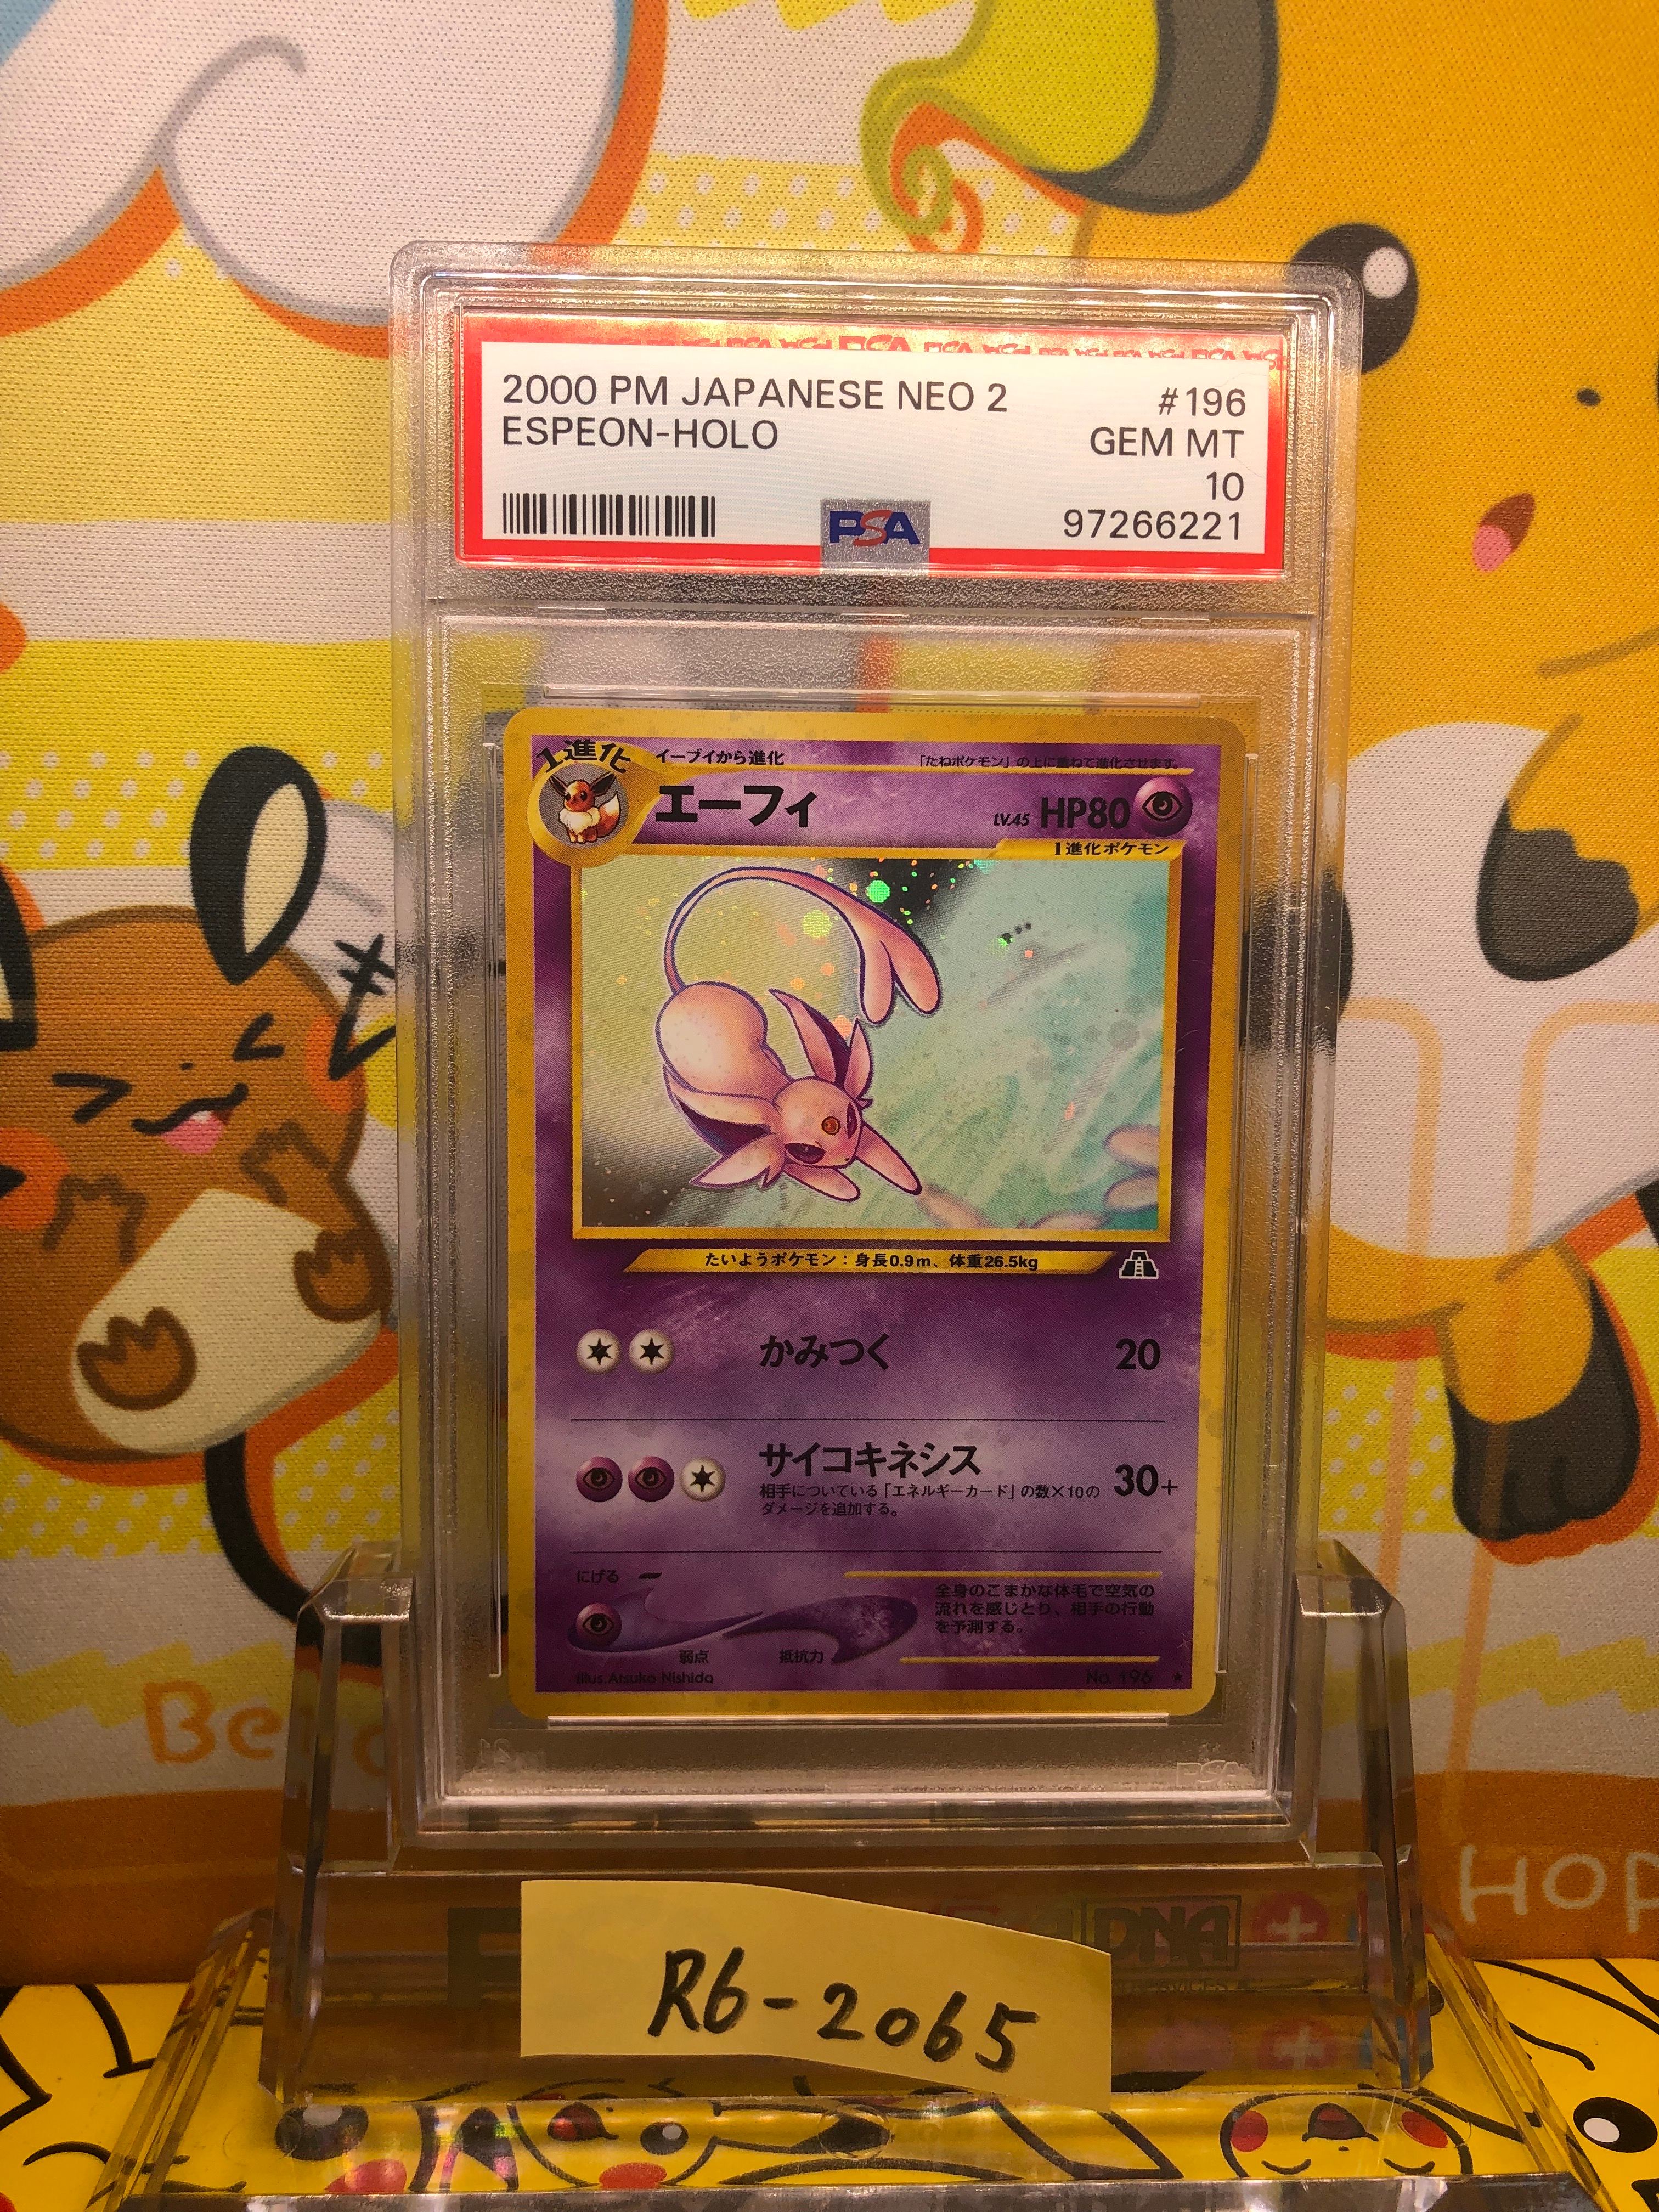 2000 PM JAPANESE NEO 2 #196
ESPEON-HOLO GEM MT
10
PSA 97266221
1進化 イーブイから進化 「たねポケモン」の上に重ねて進化させます。
エーフィ LV.45 HP80
1進化ポケモン
たいようポケモン：身長0.9m、体重26.5kg
かみつく 20
サイコキネシス 30+
相手についている「エネルギーカード」の数×10の
ダメージを追加する。
にげる
全身のこまかな体毛で空気の
流れを感じとり、相手の行動
を予測する。
弱点 抵抗力
Illus. Atsuko Nishida No. 196 ★
PSA
HOP
DNA
R6-2065